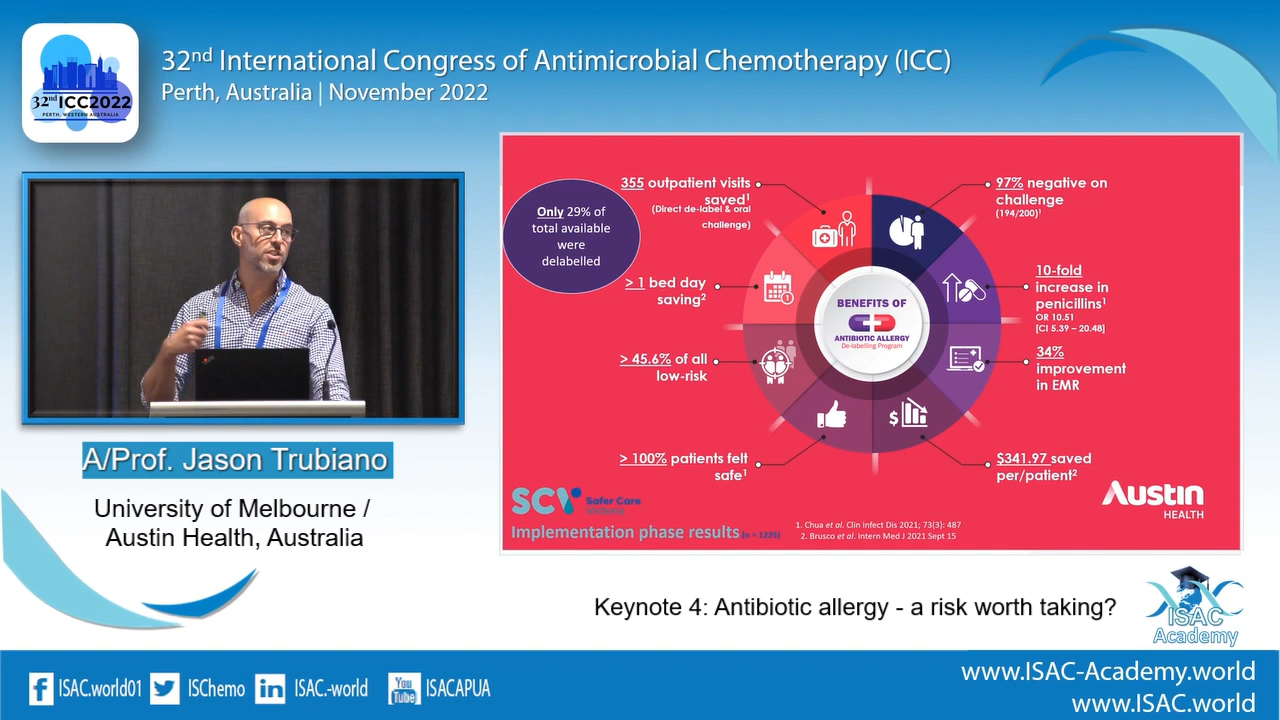 32nd International Congress of Antimicrobial Chemotherapy (ICC)
Perth, Australia | November 2022
32nd ICC2022
PERTH, WESTERN AUSTRALIA
A/Prof. Jason Trubiano
University of Melbourne /
Austin Health, Australia
Only 29% of
total available
were
delabelled
355 outpatient visits
saved1
(Direct de-label & oral
challenge)
> 1 bed day
saving2
> 45.6% of all
low-risk
> 100% patients felt
safe1
BENEFITS OF
ANTIBIOTIC ALLERGY
De-labelling Program
1
$
97% negative on
challenge
(194/200)1
10-fold
increase in
penicillins1
OR 10.51
[CI 5.39 – 20.48]
34%
improvement
in EMR
$341.97 saved
per/patient2
SCV Safer Care
Implementation phase results (n = 1225)
1. Chua et al. Clin Infect Dis 2021; 73(3): 487
2. Brusco et al. Intern Med J 2021 Sept 15
Austin
HEALTH
Keynote 4: Antibiotic allergy - a risk worth taking?
ISAC
Academy
f ISAC.world01 ISChemo in ISAC.-world You Tube ISACAPUA
www.ISAC-Academy.world
www.ISAC.world